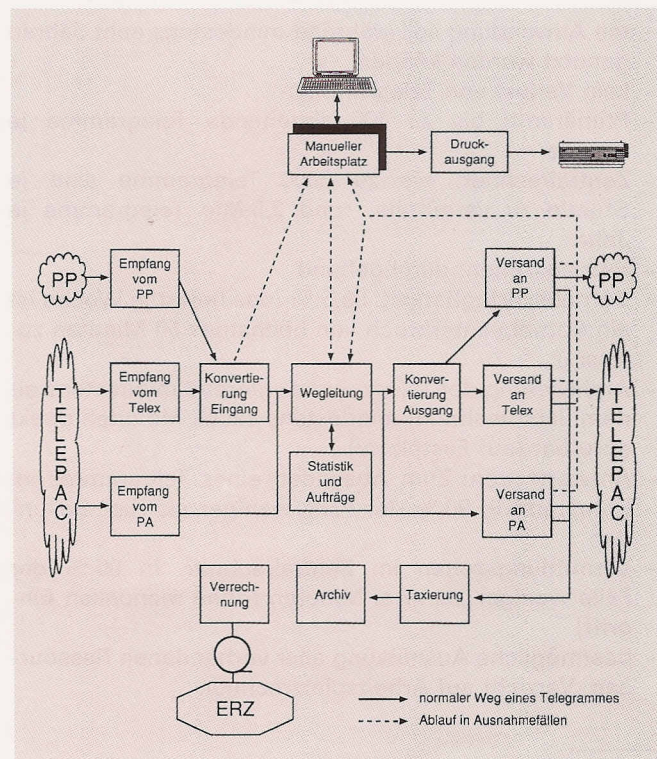 Manueller
Arbeitsplatz
Druck-
ausgang
PP
Empfang
vom
PP
Versand
an
PP
PP
TELEPAC
Empfang
vom
Telex
Konvertie-
rung
Eingang
Wegleitung
Konver-
tierung
Ausgang
Versand
an
Telex
TELEPAC
Statistik
und
Aufträge
Empfang
vom
PA
Versand
an
PA
Verrech-
nung
Archiv
Taxierung
ERZ
normaler Weg eines Telegrammes
Ablauf in Ausnahmefällen